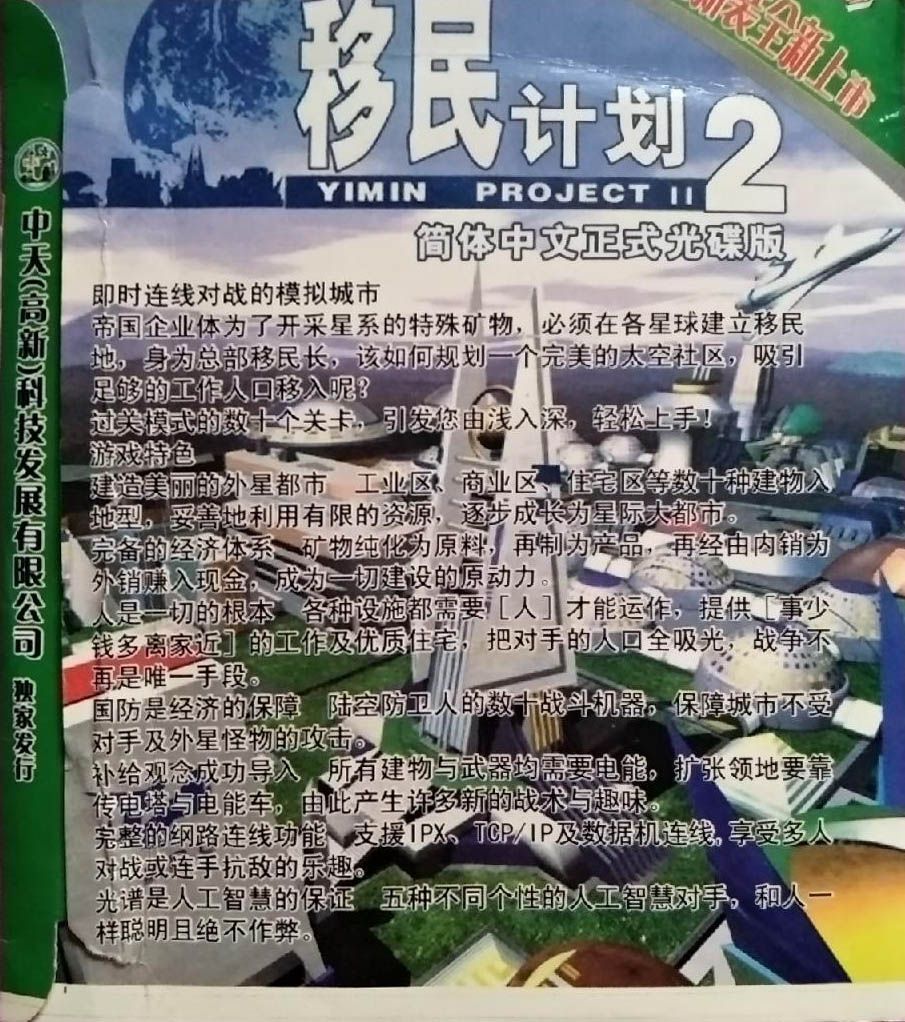 新装全新上市
移民计划2
YIMIN PROJECT II
简体中文正式光碟版
即时连线对战的模拟城市
帝国企业体为了开采星系的特殊矿物，必须在各星球建立移民
地，身为总部移民长，该如何规划一个完美的太空社区，吸引
足够的工作人口移入呢？
过关模式的数十个关卡，引发您由浅入深，轻松上手！
游戏特色
建造美丽的外星都市 工业区、商业区、住宅区等数十种建物入
地型，妥善地利用有限的资源，逐步成长为星际大都市。
完备的经济体系 矿物纯化为原料，再制为产品，再经由内销为
外销赚入现金，成为一切建设的原动力。
人是一切的根本 各种设施都需要［人］才能运作，提供［事少
钱多离家近］的工作及优质住宅，把对手的人口全吸光，战争不
再是唯一手段。
国防是经济的保障 陆空防卫人的数十战斗机器，保障城市不受
对手及外星怪物的攻击。
补给观念成功导入 所有建物与武器均需要电能，扩张领地要靠
传电塔与电能车，由此产生许多新的战术与趣味。
完整的纲路连线功能 支援IPX、TCP/IP及数据机连线,享受多人
对战或连手抗敌的乐趣。
光谱是人工智慧的保证 五种不同个性的人工智慧对手，和人一
样聪明且绝不作弊。
中天(高新)科技发展有限公司 独家发行